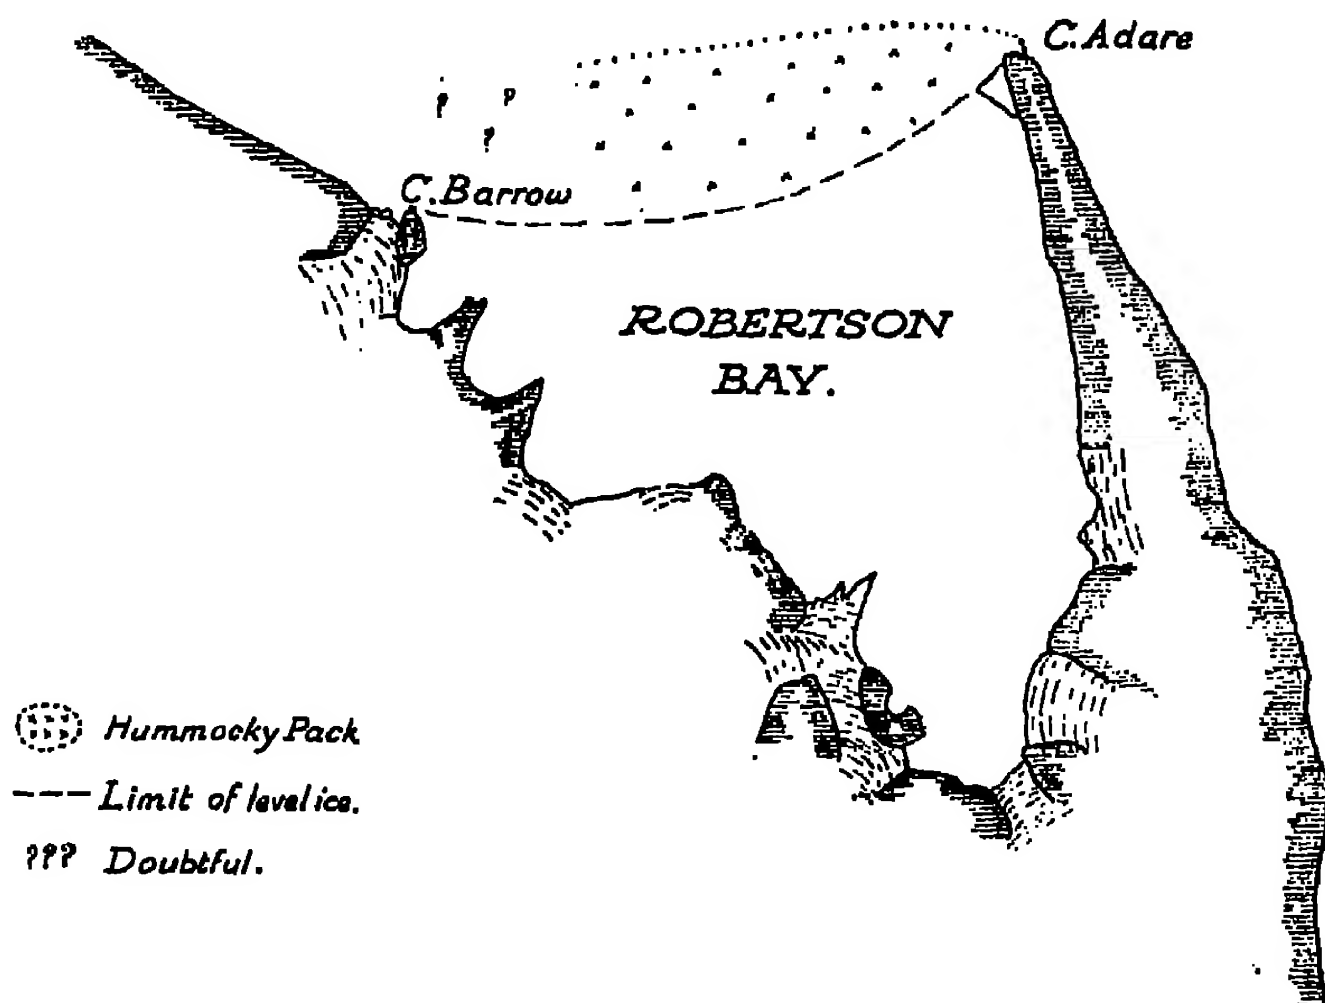 C. Adare
? ?
?
C. Barrow
ROBERTSON
BAY.
Hummocky Pack
Limit of level ice.
??? Doubtful.